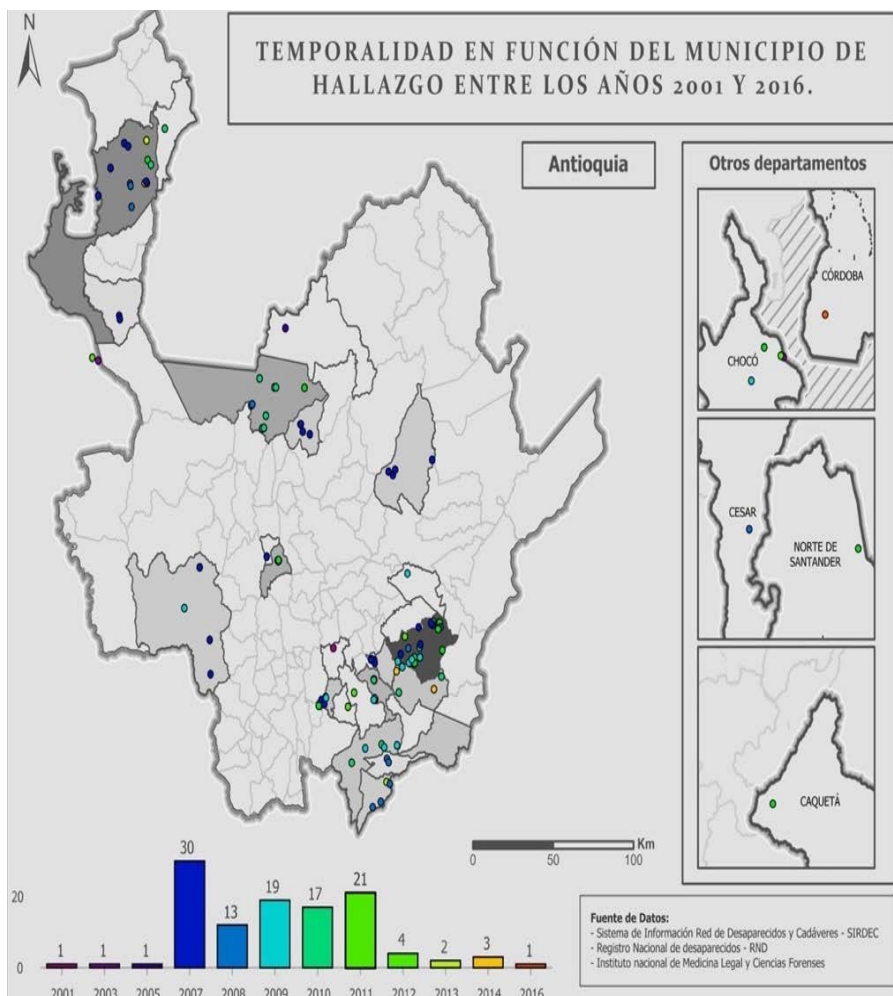 N
TEMPORALIDAD EN FUNCIÓN DEL MUNICIPIO DE
HALLAZGO ENTRE LOS AÑOS 2001 Y 2016.
Antioquia
Otros departamentos
CÓRDOBA
CHOCÓ
CESAR
NORTE DE
SANTANDER
CAQUETÁ
Km
0 50 100
20
0
1 1 1 30 13 19 17 21 4 2 3 1
2001 2003 2005 2007 2008 2009 2010 2011 2012 2013 2014 2016
Fuente de Datos:
- Sistema de Información Red de Desaparecidos y Cadáveres - SIRDEC
- Registro Nacional de desaparecidos - RND
- Instituto nacional de Medicina Legal y Ciencias Forenses